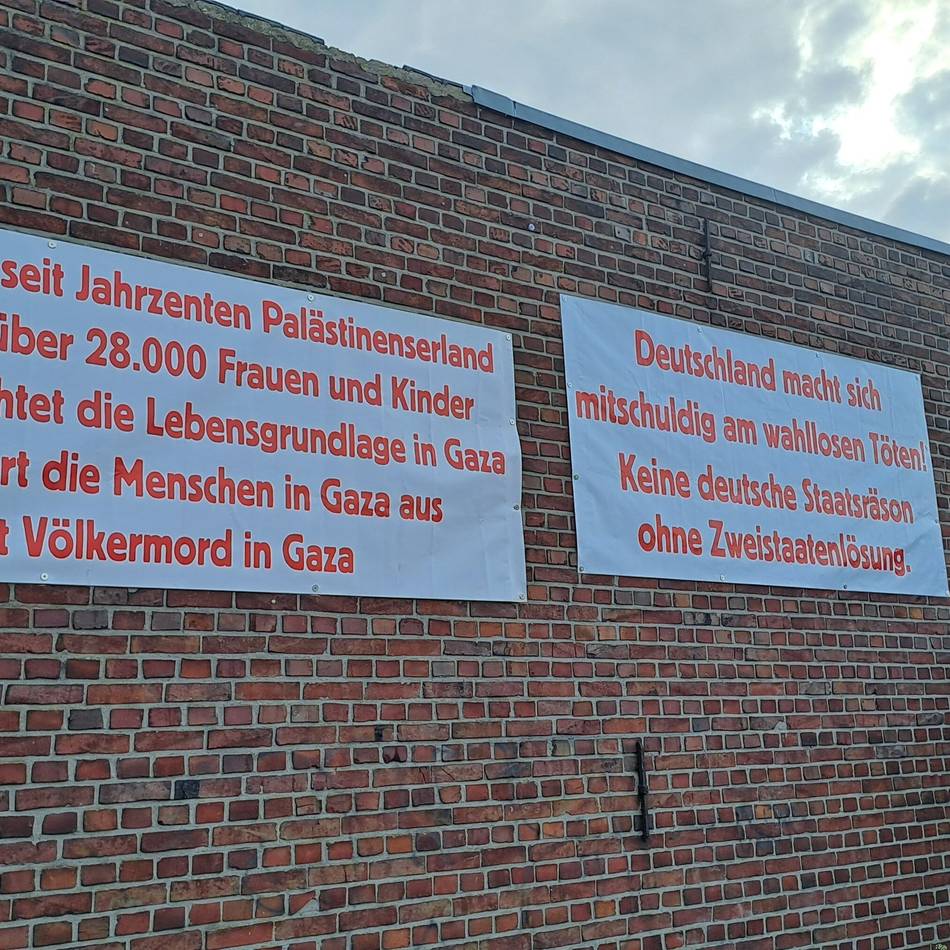 seit Jahrzenten Palästinenserland
über 28.000 Frauen und Kinder
die Lebensgrundlage in Gaza
die Menschen in Gaza aus
Völkermord in Gaza
Deutschland macht sich
mitschuldig am wahllosen Töten!
Keine deutsche Staatsräson
ohne Zweistaatenlösung.